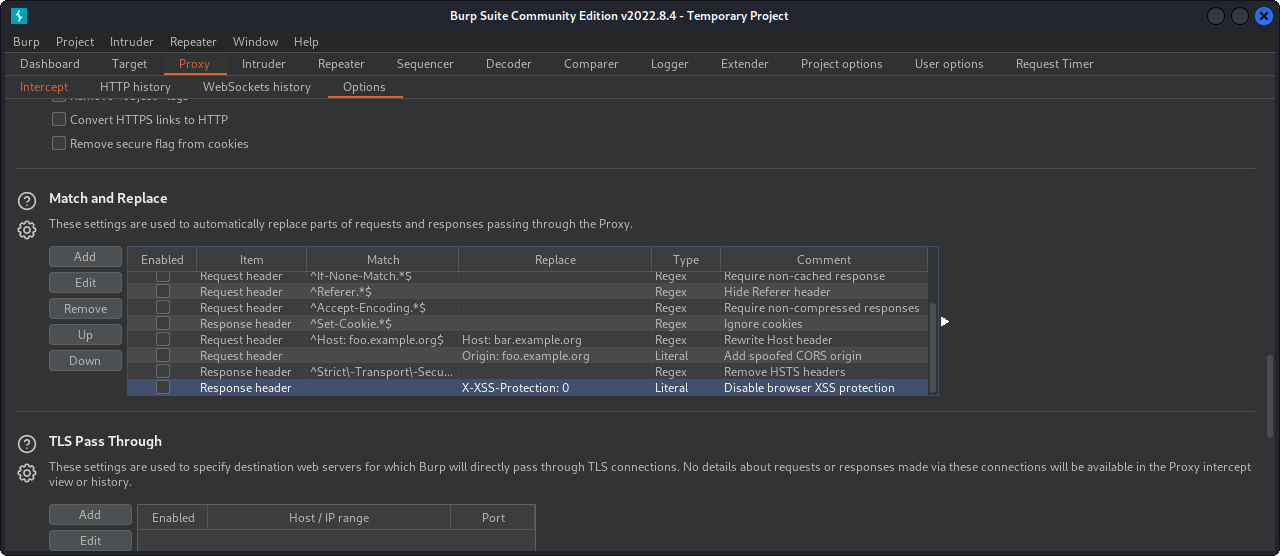 Burp Suite Community Edition v2022.8.4 - Temporary Project
Burp Project Intruder Repeater Window Help
Dashboard Target Proxy Intruder Repeater Sequencer Decoder Comparer Logger Extender Project options User options Request Timer
Intercept HTTP history WebSockets history Options
Convert HTTPS links to HTTP
Remove secure flag from cookies
Match and Replace
These settings are used to automatically replace parts of requests and responses passing through the Proxy.
Add
Edit
Remove
Up
Down
Enabled Item Match Replace Type Comment
Request header ^If-None-Match.*$ Regex Require non-cached response
Request header ^Referer.*$ Regex Hide Referer header
Request header ^Accept-Encoding.*$ Regex Require non-compressed responses
Response header ^Set-Cookie.*$ Regex Ignore cookies
Request header ^Host: foo.example.org$ Host: bar.example.org Regex Rewrite Host header
Request header Origin: foo.example.org Literal Add spoofed CORS origin
Response header ^Strict\-Transport\-Secu... Regex Remove HSTS headers
Response header X-XSS-Protection: 0 Literal Disable browser XSS protection
TLS Pass Through
These settings are used to specify destination web servers for which Burp will directly pass through TLS connections. No details about requests or responses made via these connections will be available in the Proxy intercept
view or history.
Add
Edit
Enabled Host / IP range Port